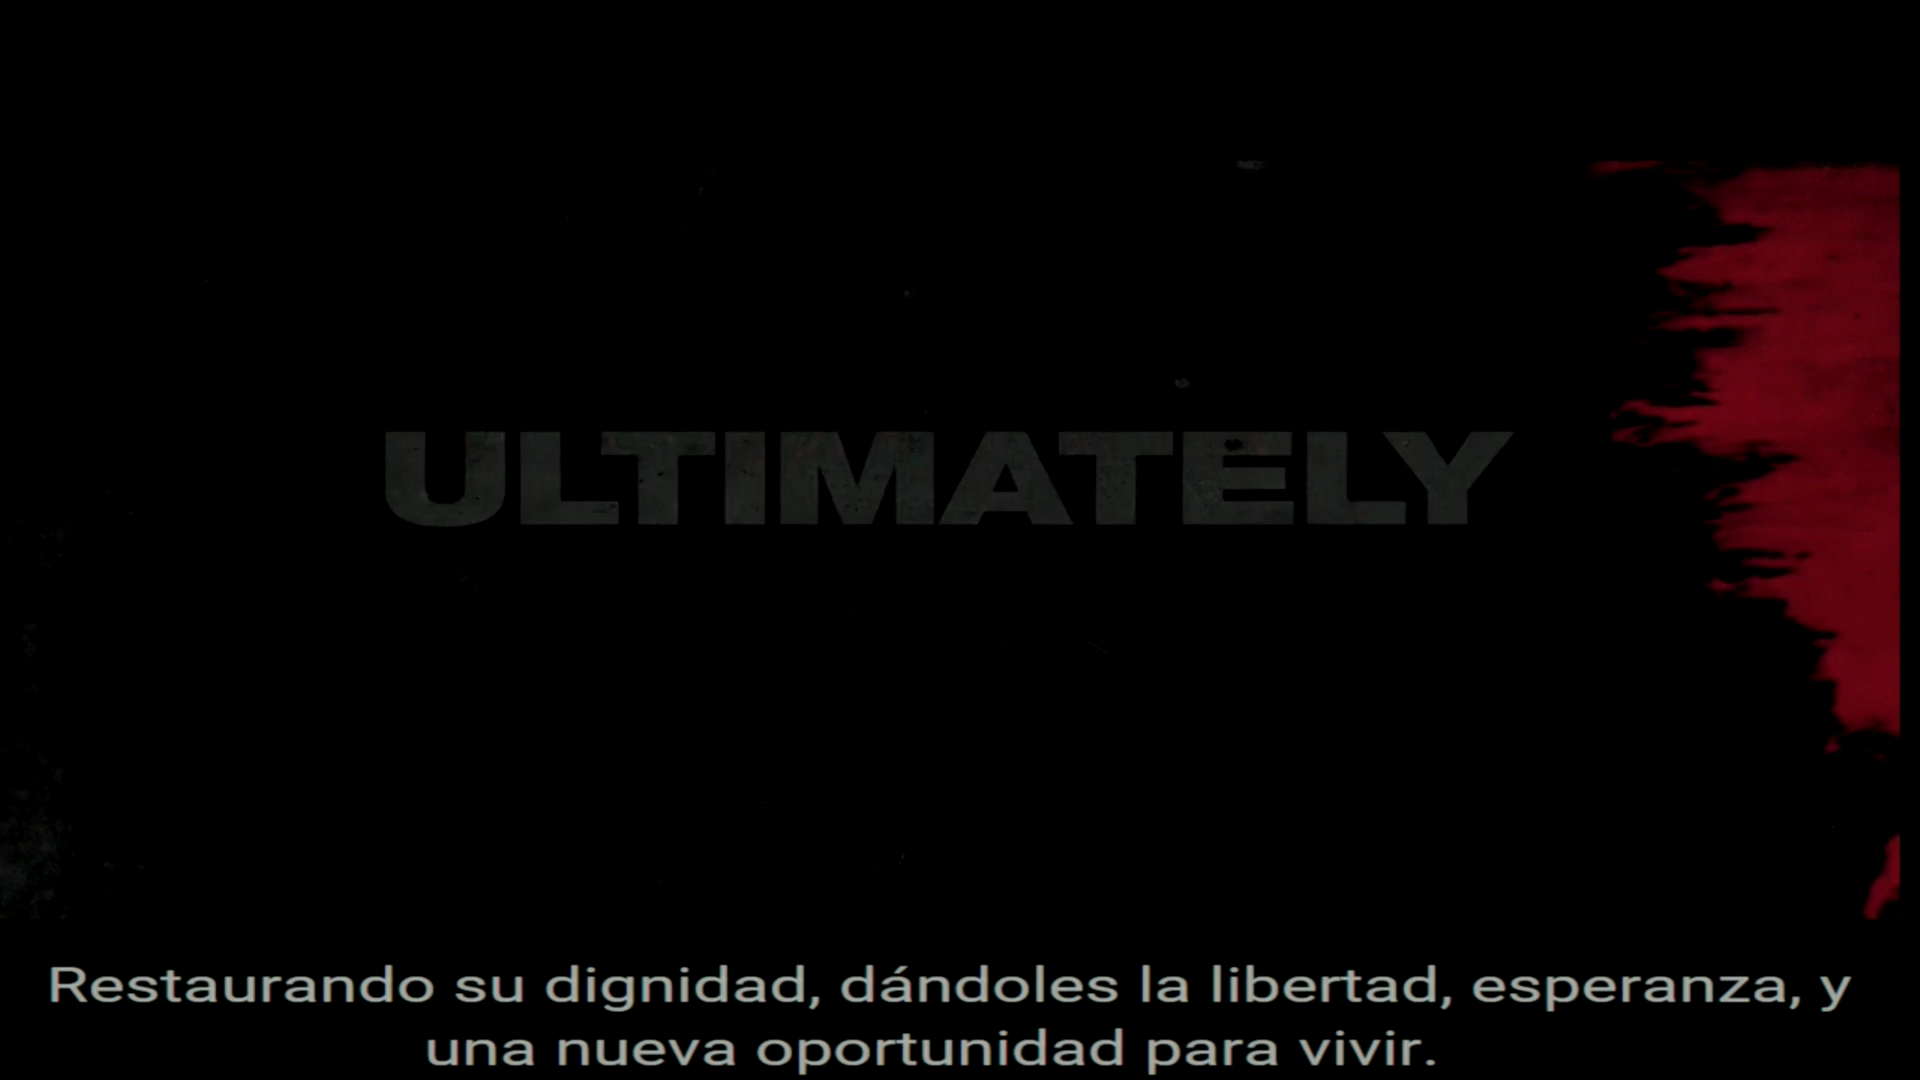 ULTIMATELY
Restaurando su dignidad, dándoles la libertad, esperanza, y
una nueva oportunidad para vivir.